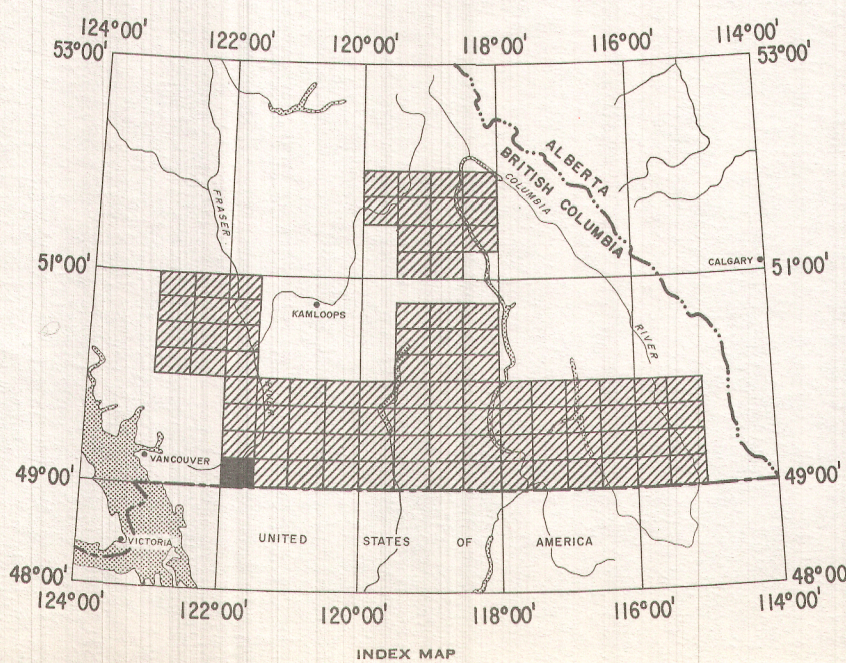 124°00' 122°00' 120°00' 118°00' 116°00' 114°00'
53°00' 53°00'
ALBERTA
BRITISH COLUMBIA
COLUMBIA
FRASER
51°00' CALGARY 51°00'
KAMLOOPS
RIVER
RIVER
VANCOUVER
49°00' 49°00'
VICTORIA UNITED STATES OF AMERICA
48°00' 48°00'
124°00' 122°00' 120°00' 118°00' 116°00' 114°00'
INDEX MAP